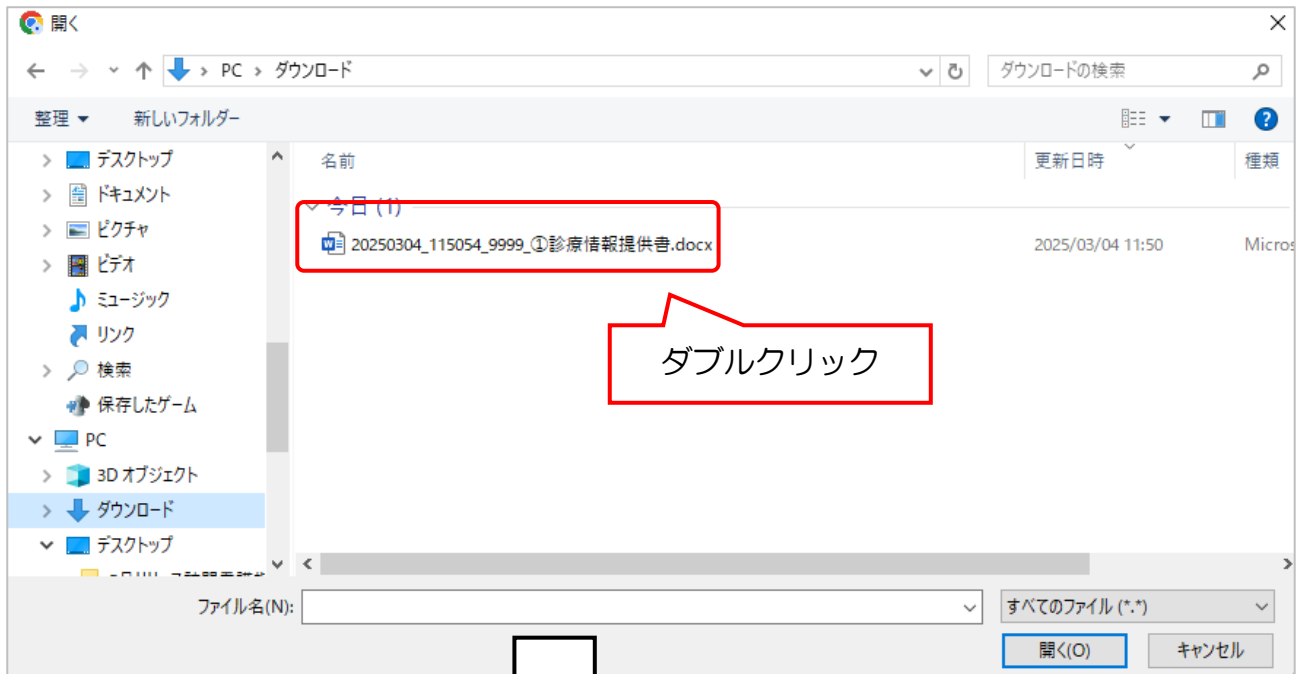 開く
PC > ダウンロード
ダウンロードの検索
整理 新しいフォルダー
デスクトップ
ドキュメント
ピクチャ
ビデオ
ミュージック
リンク
検索
保存したゲーム
PC
3D オブジェクト
ダウンロード
デスクトップ
名前 更新日時 種類
今日 (1)
20250304_115054_9999_①診療情報提供書.docx 2025/03/04 11:50 Micros
ダブルクリック
ファイル名(N): すべてのファイル (*.*)
開く(O) キャンセル